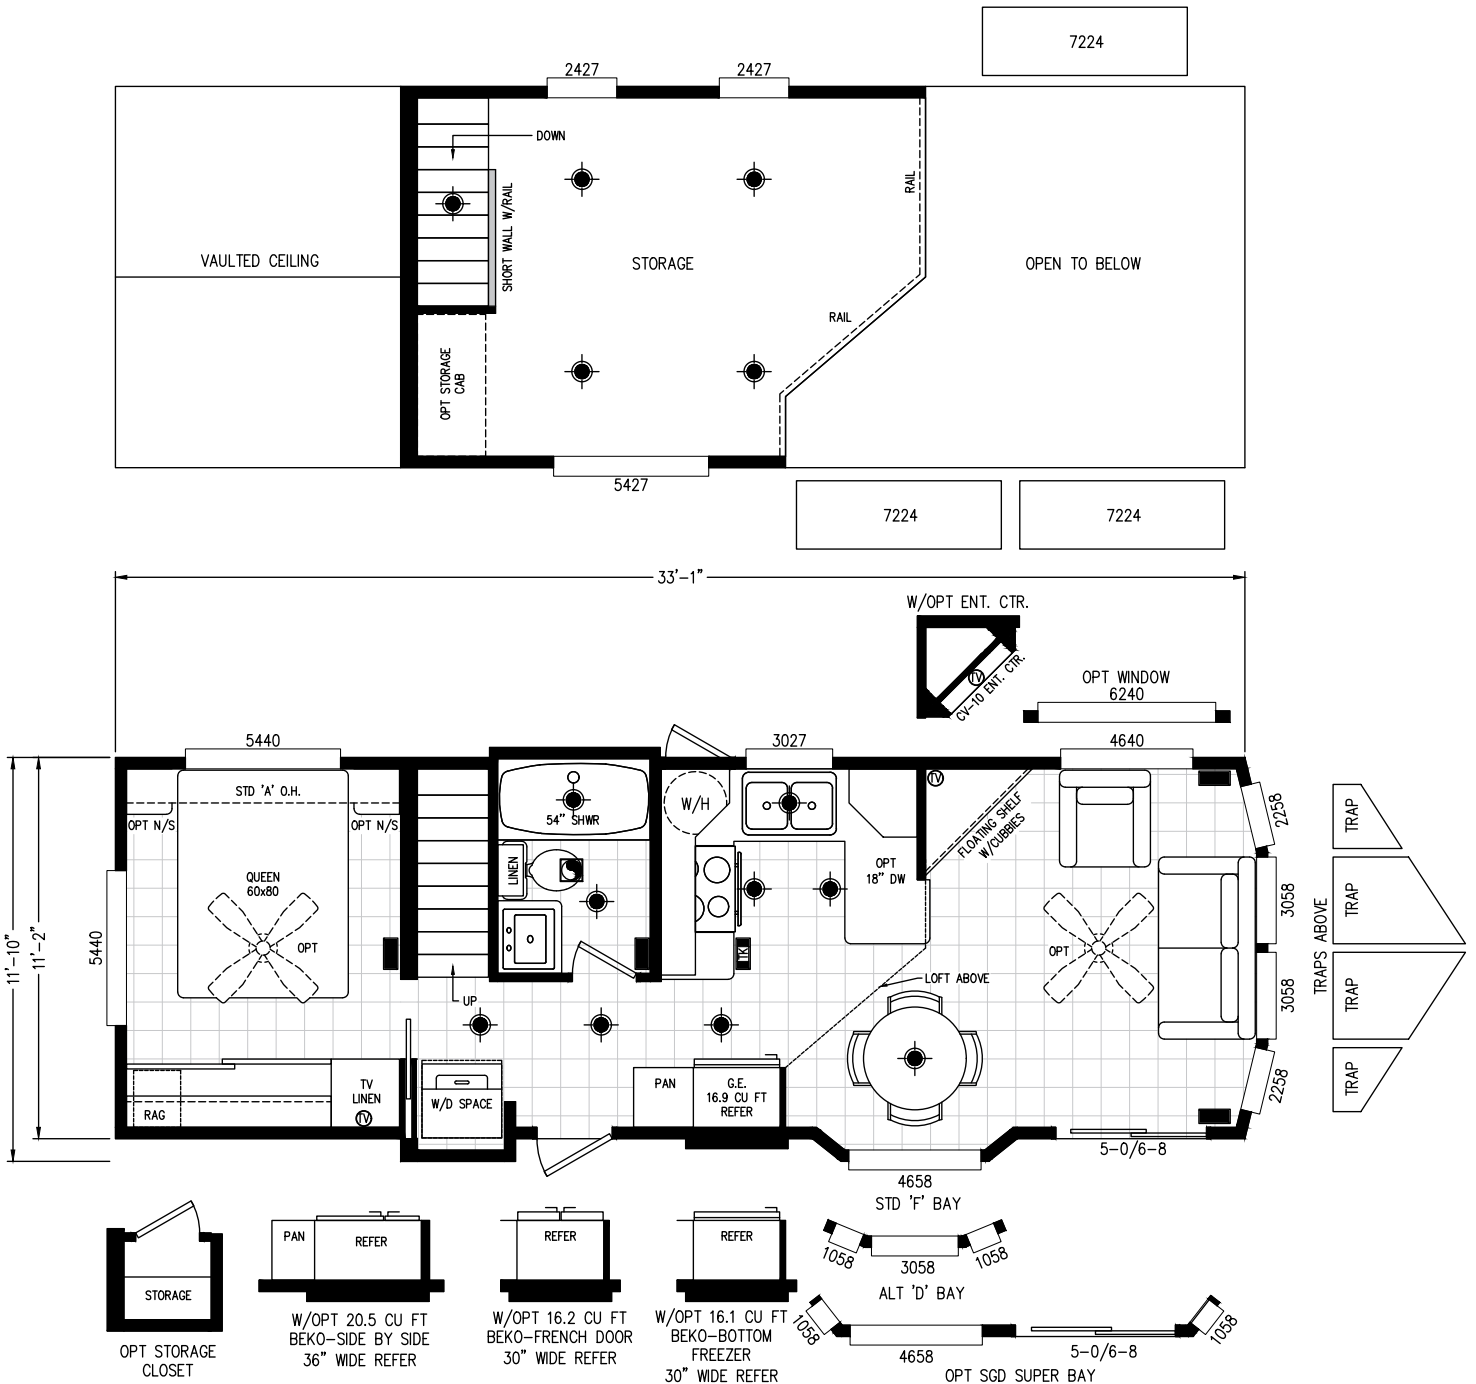 7224
2427
2427
DOWN
SHORT WALL W/RAIL
RAIL
VAULTED CEILING
STORAGE
OPEN TO BELOW
RAIL
OPT STORAGE
CAB
5427
7224
7224
33'-1"
W/OPT ENT. CTR.
TV
CV-10 ENT. CTR.
OPT WINDOW
6240
5440
3027
4640
STD 'A' O.H.
OPT N/S
OPT N/S
QUEEN
60x80
OPT
5440
11'-10"
11'-2"
UP
54" SHWR
LINEN
W/H
OPT
18" DW
TK
TV
FLOATING SHELF
W/CUBBIES
LOFT ABOVE
OPT
2258
3058
3058
2258
TRAPS ABOVE
TRAP
TRAP
TRAP
TRAP
RAG
TV
LINEN
TV
W/D SPACE
PAN
G.E.
16.9 CU FT
REFER
5-0/6-8
4658
STD 'F' BAY
1058
3058
1058
ALT 'D' BAY
1058
4658
5-0/6-8
1058
OPT SGD SUPER BAY
STORAGE
OPT STORAGE
CLOSET
PAN
REFER
W/OPT 20.5 CU FT
BEKO-SIDE BY SIDE
36" WIDE REFER
REFER
W/OPT 16.2 CU FT
BEKO-FRENCH DOOR
30" WIDE REFER
REFER
W/OPT 16.1 CU FT
BEKO-BOTTOM
FREEZER
30" WIDE REFER